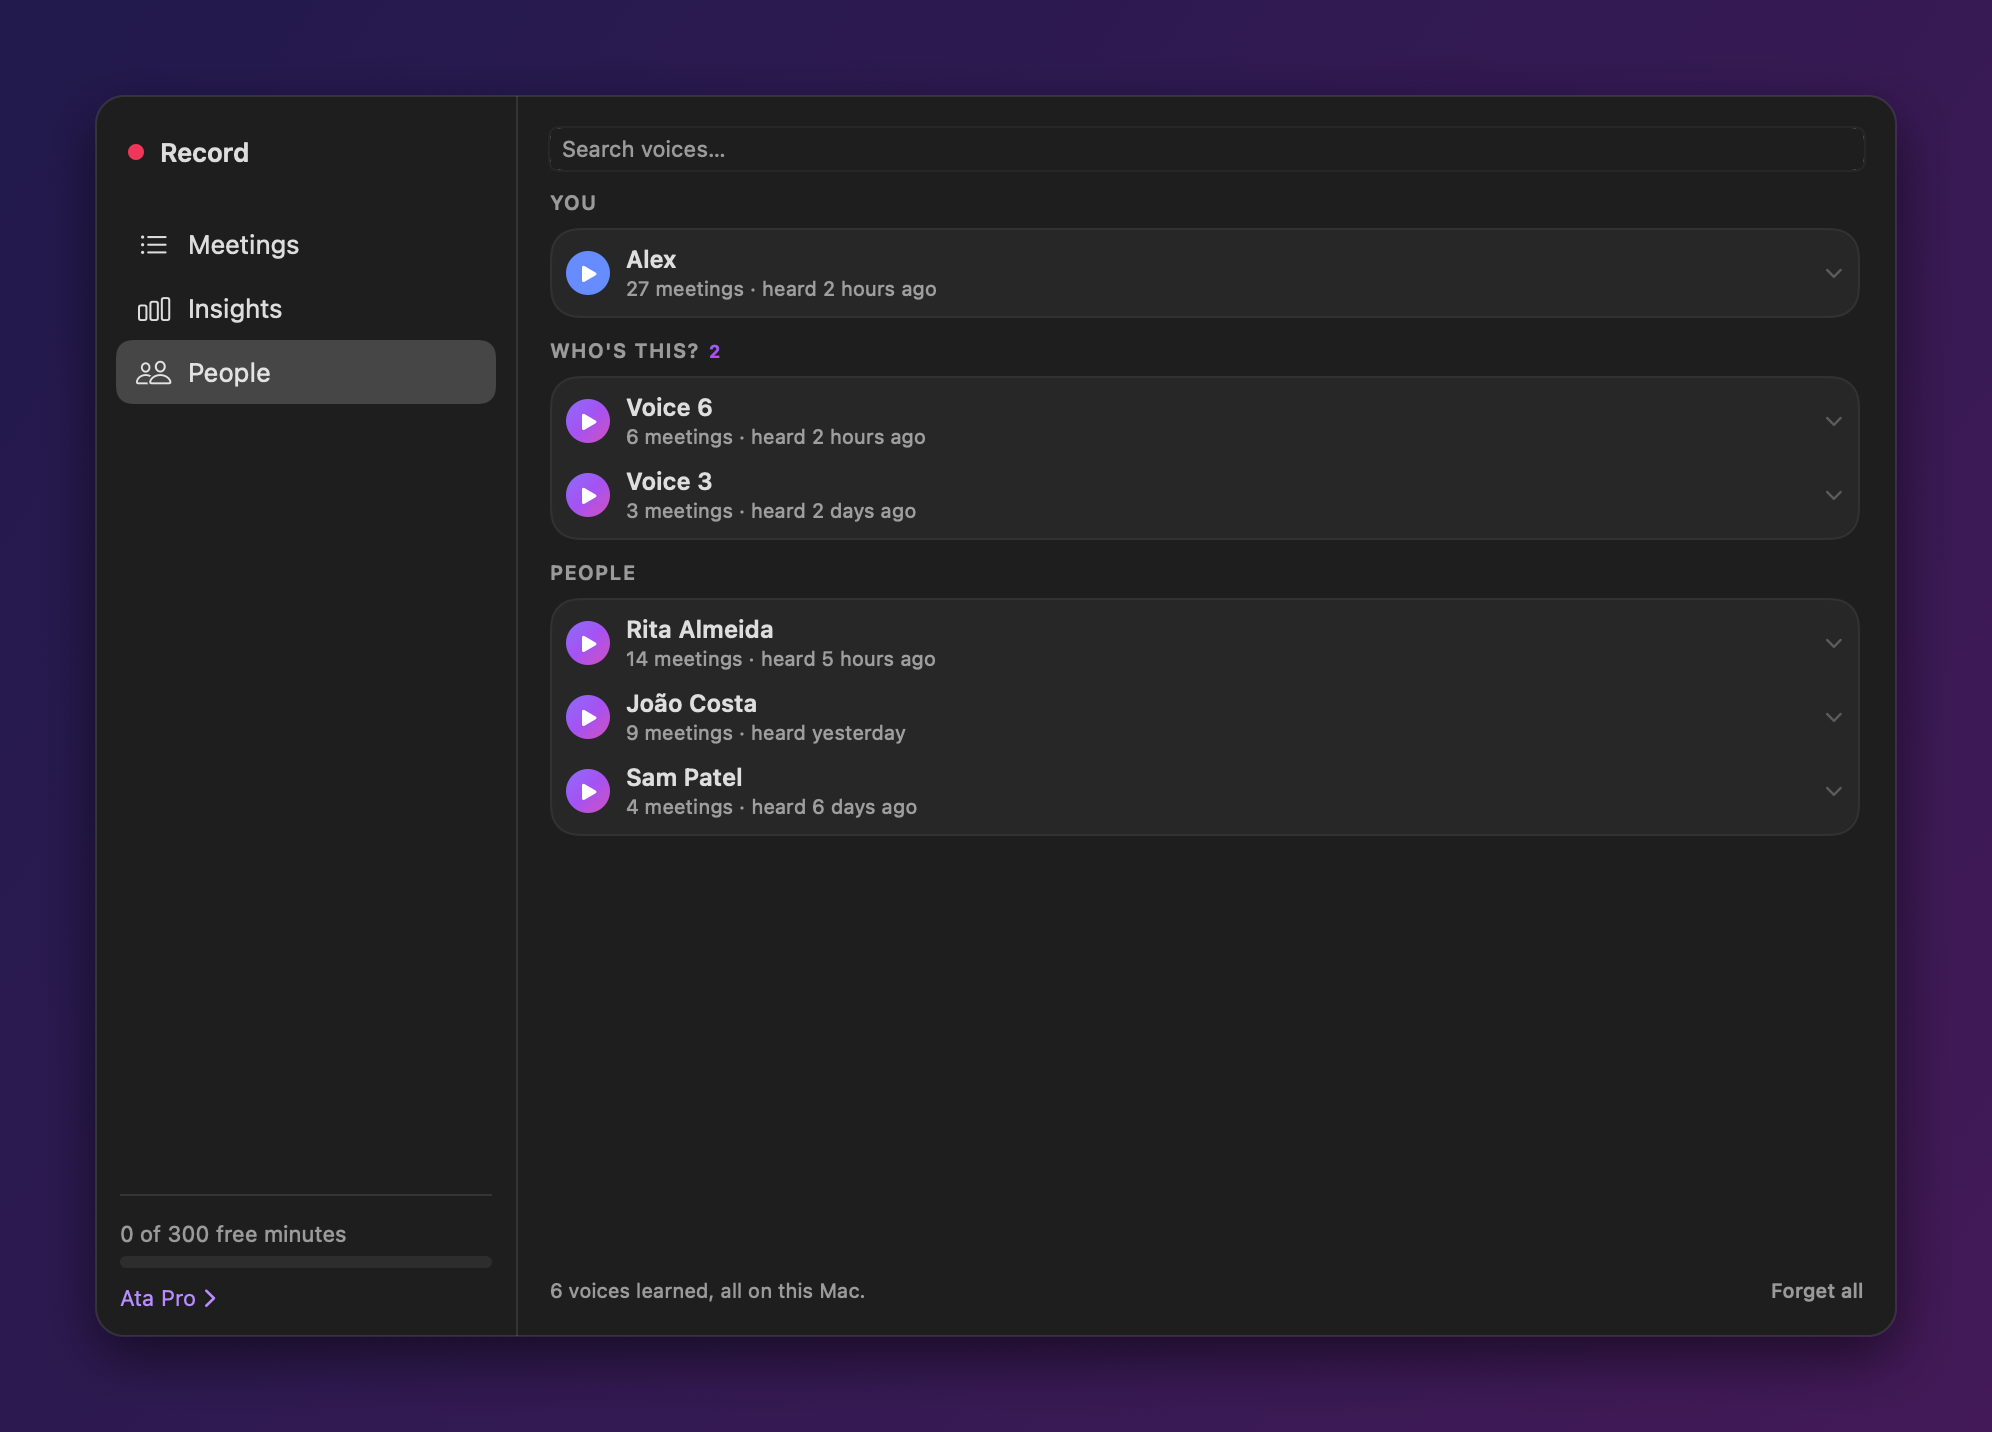 Record
Meetings
Insights
People
0 of 300 free minutes
Ata Pro
Search voices...
YOU
Alex
27 meetings · heard 2 hours ago
WHO'S THIS? 2
Voice 6
6 meetings · heard 2 hours ago
Voice 3
3 meetings · heard 2 days ago
PEOPLE
Rita Almeida
14 meetings · heard 5 hours ago
João Costa
9 meetings · heard yesterday
Sam Patel
4 meetings · heard 6 days ago
6 voices learned, all on this Mac.
Forget all